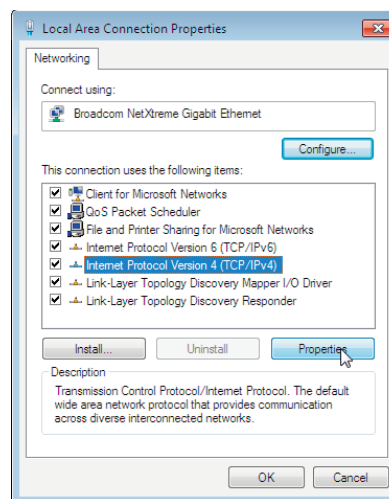 Local Area Connection Properties
Networking
Connect using:
Broadcom NetXtreme Gigabit Ethernet
Configure...
This connection uses the following items:
Client for Microsoft Networks
QoS Packet Scheduler
File and Printer Sharing for Microsoft Networks
Internet Protocol Version 6 (TCP/IPv6)
Internet Protocol Version 4 (TCP/IPv4)
Link-Layer Topology Discovery Mapper I/O Driver
Link-Layer Topology Discovery Responder
Install...
Uninstall
Properties
Description
Transmission Control Protocol/Internet Protocol. The default
wide area network protocol that provides communication
across diverse interconnected networks.
OK
Cancel